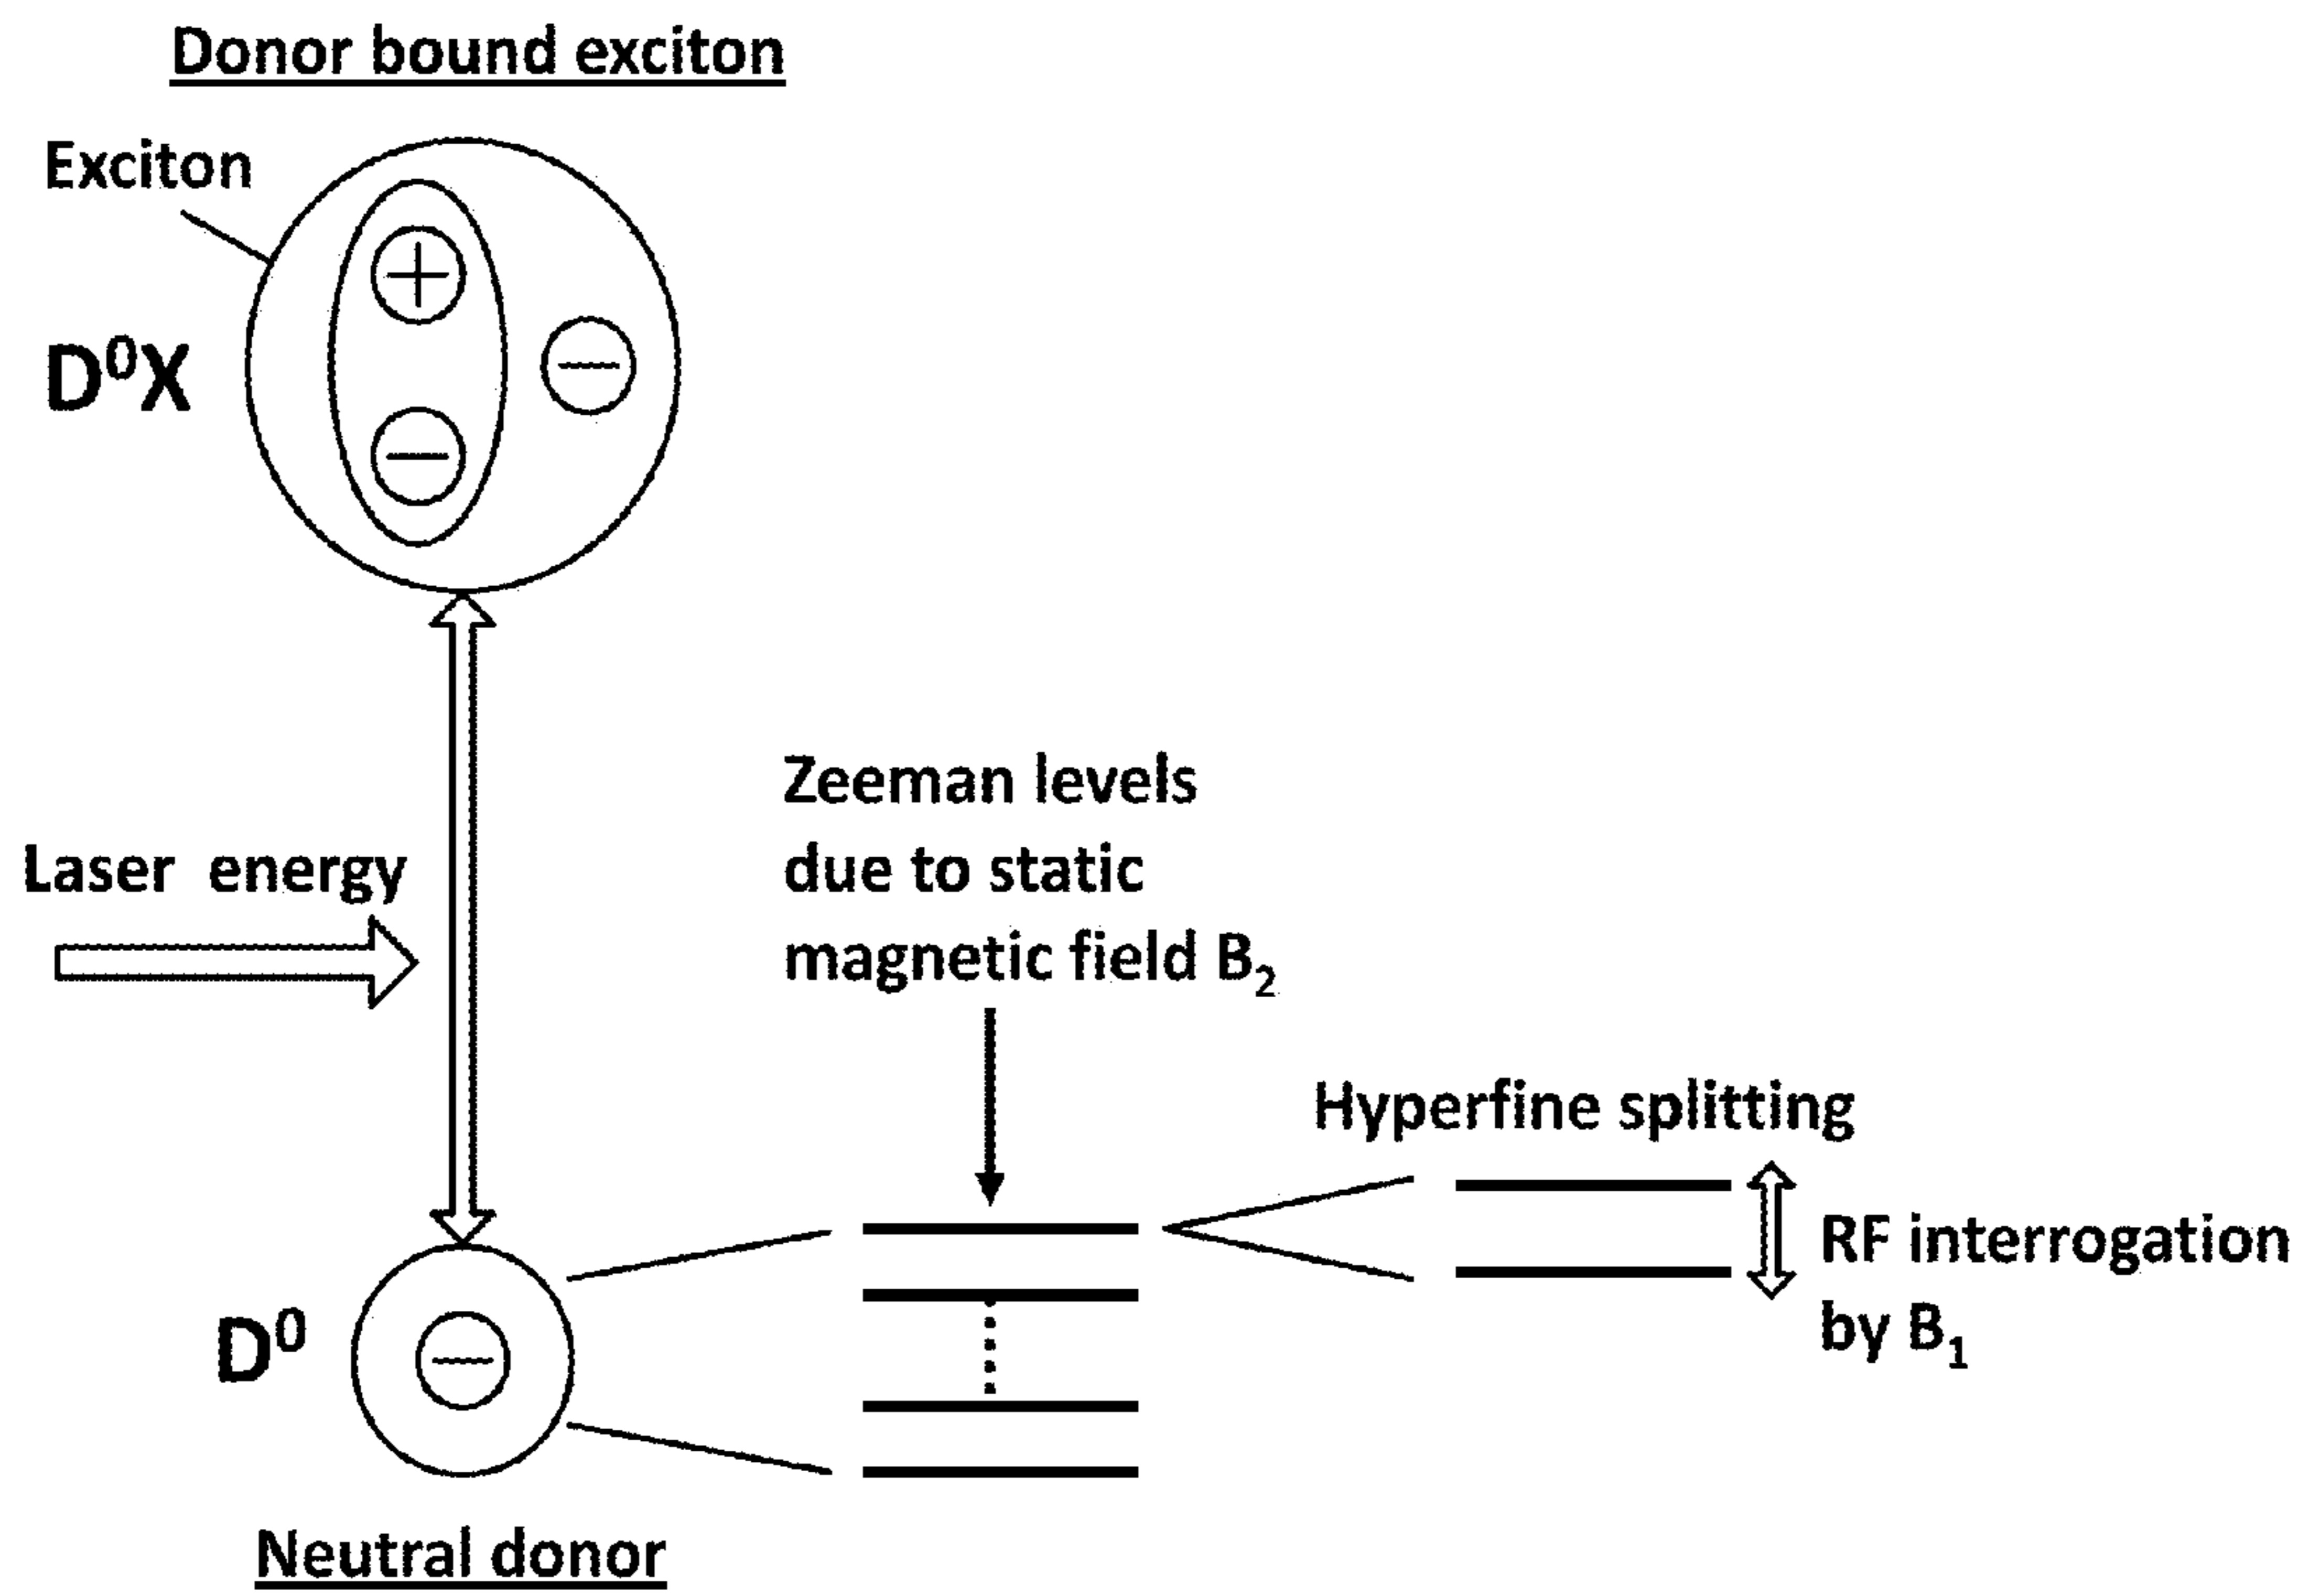 Donor bound exciton
Exciton
D⁰X
Laser energy
Zeeman levels
due to static
magnetic field B₂
Hyperfine splitting
RF interrogation
by B₁
D⁰
Neutral donor